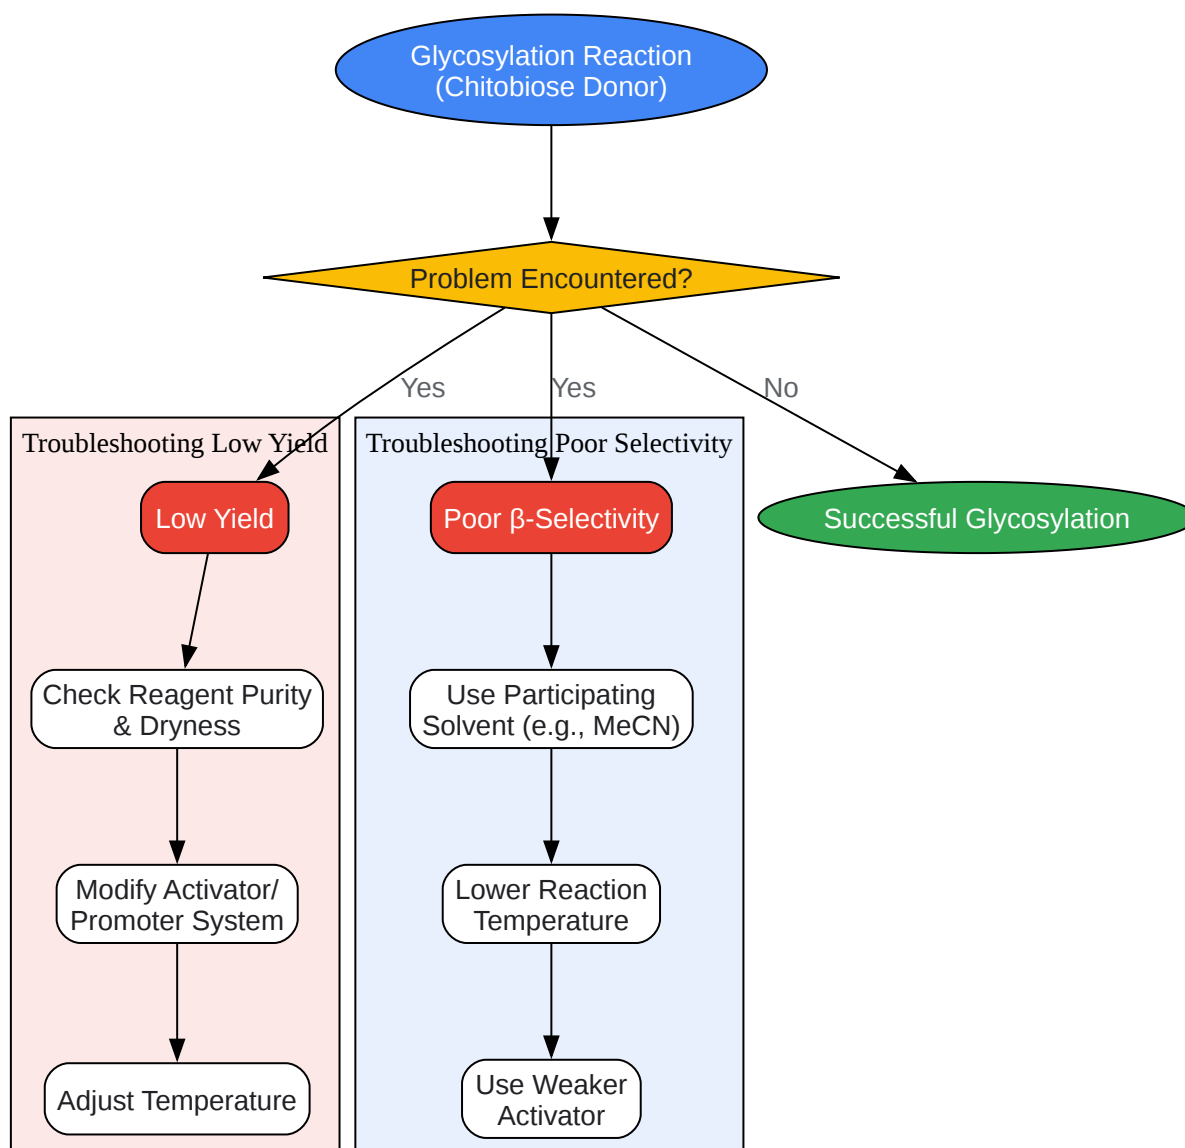 Glycosylation Reaction
(Chitobiose Donor)
Problem Encountered?
Yes
Yes
No
Troubleshooting Low Yield
Troubleshooting Poor Selectivity
Low Yield
Poor β-Selectivity
Successful Glycosylation
Check Reagent Purity
& Dryness
Use Participating
Solvent (e.g., MeCN)
Modify Activator/
Promoter System
Lower Reaction
Temperature
Adjust Temperature
Use Weaker
Activator